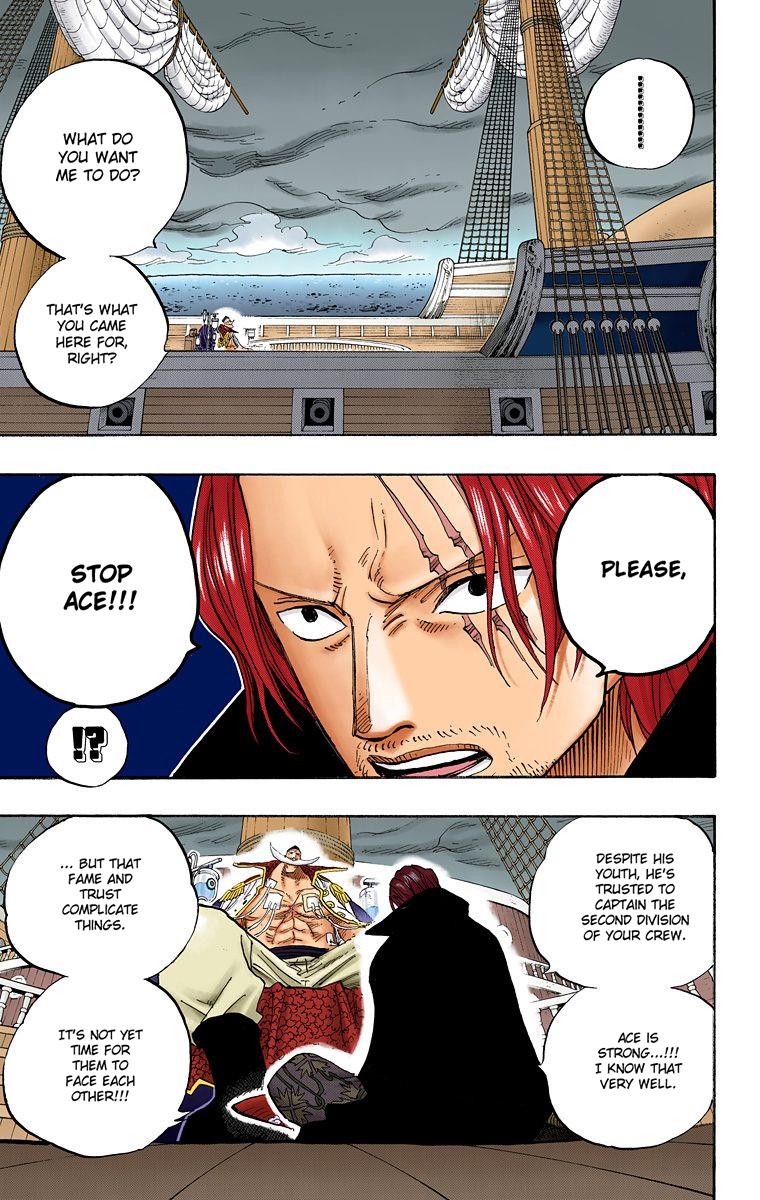 .........!
WHAT DO
YOU WANT
ME TO DO?
THAT'S WHAT
YOU CAME
HERE FOR,
RIGHT?
PLEASE,
STOP
ACE!!!
!?
DESPITE HIS
YOUTH, HE'S
TRUSTED TO
CAPTAIN THE
SECOND DIVISION
OF YOUR CREW.
ACE IS
STRONG...!!!
I KNOW THAT
VERY WELL.
... BUT THAT
FAME AND
TRUST
COMPLICATE
THINGS.
IT'S NOT YET
TIME FOR
THEM TO
FACE EACH
OTHER!!!